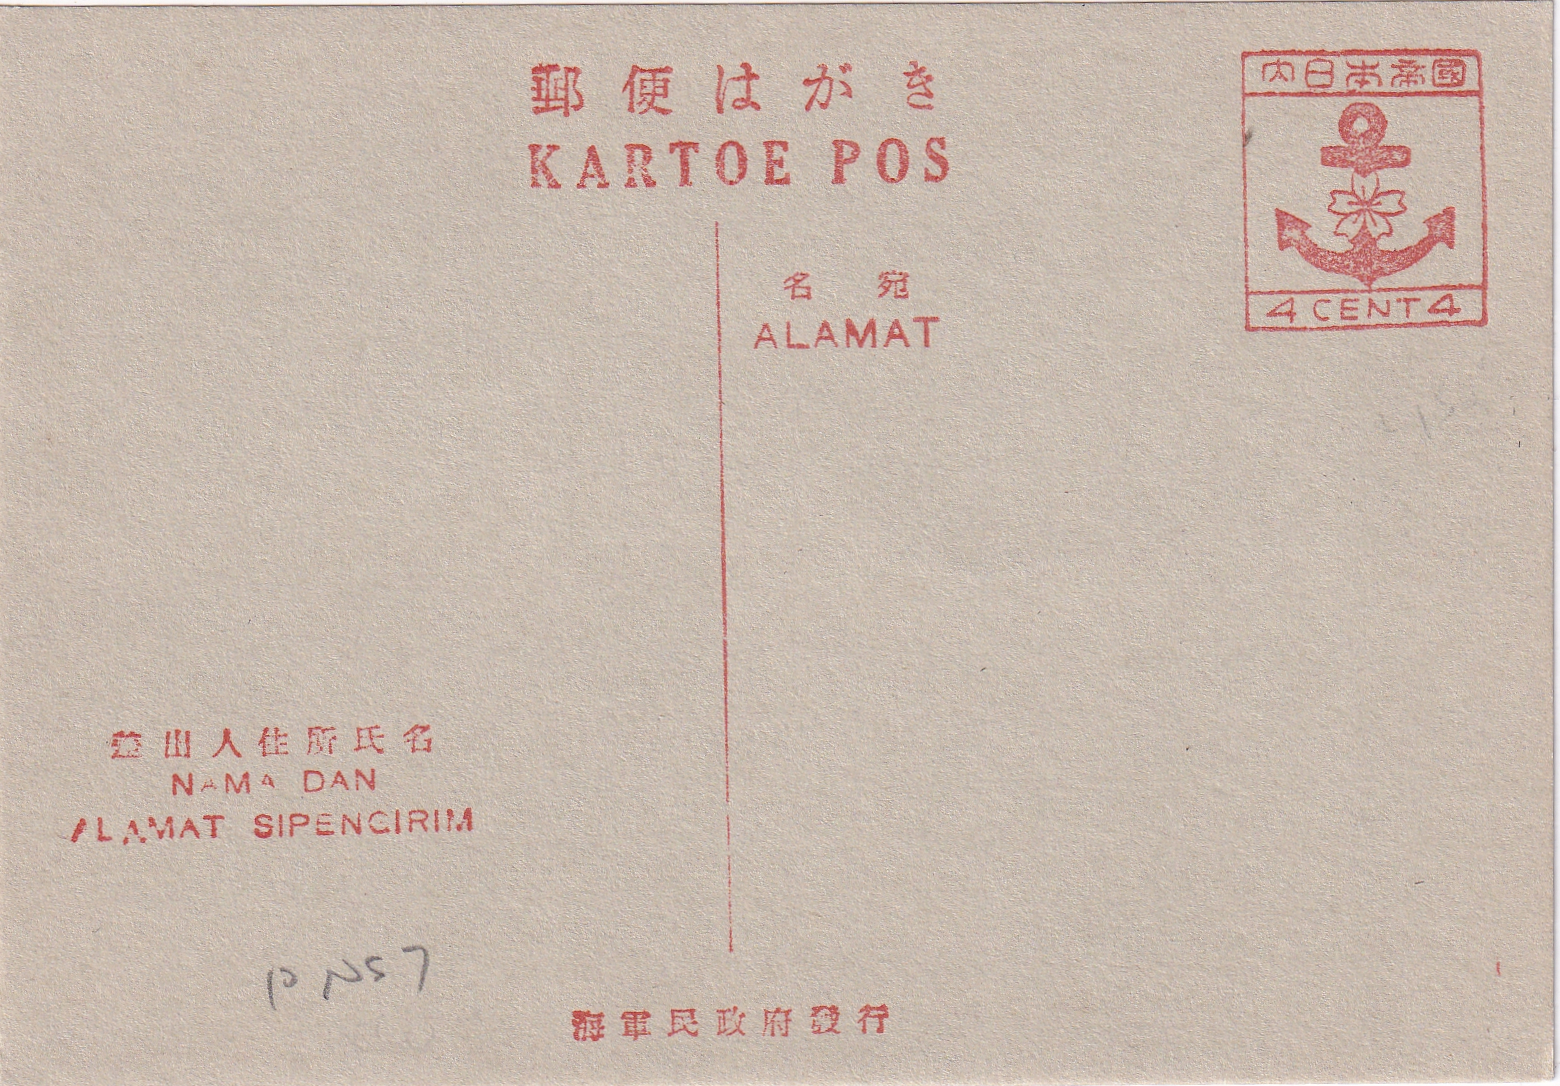 郵便はがき
KARTOE POS
内日本帝國
4 CENT 4
名宛
ALAMAT
差出人住所氏名
NAMA DAN
ALAMAT SIPENGIRIM
海軍民政府發行